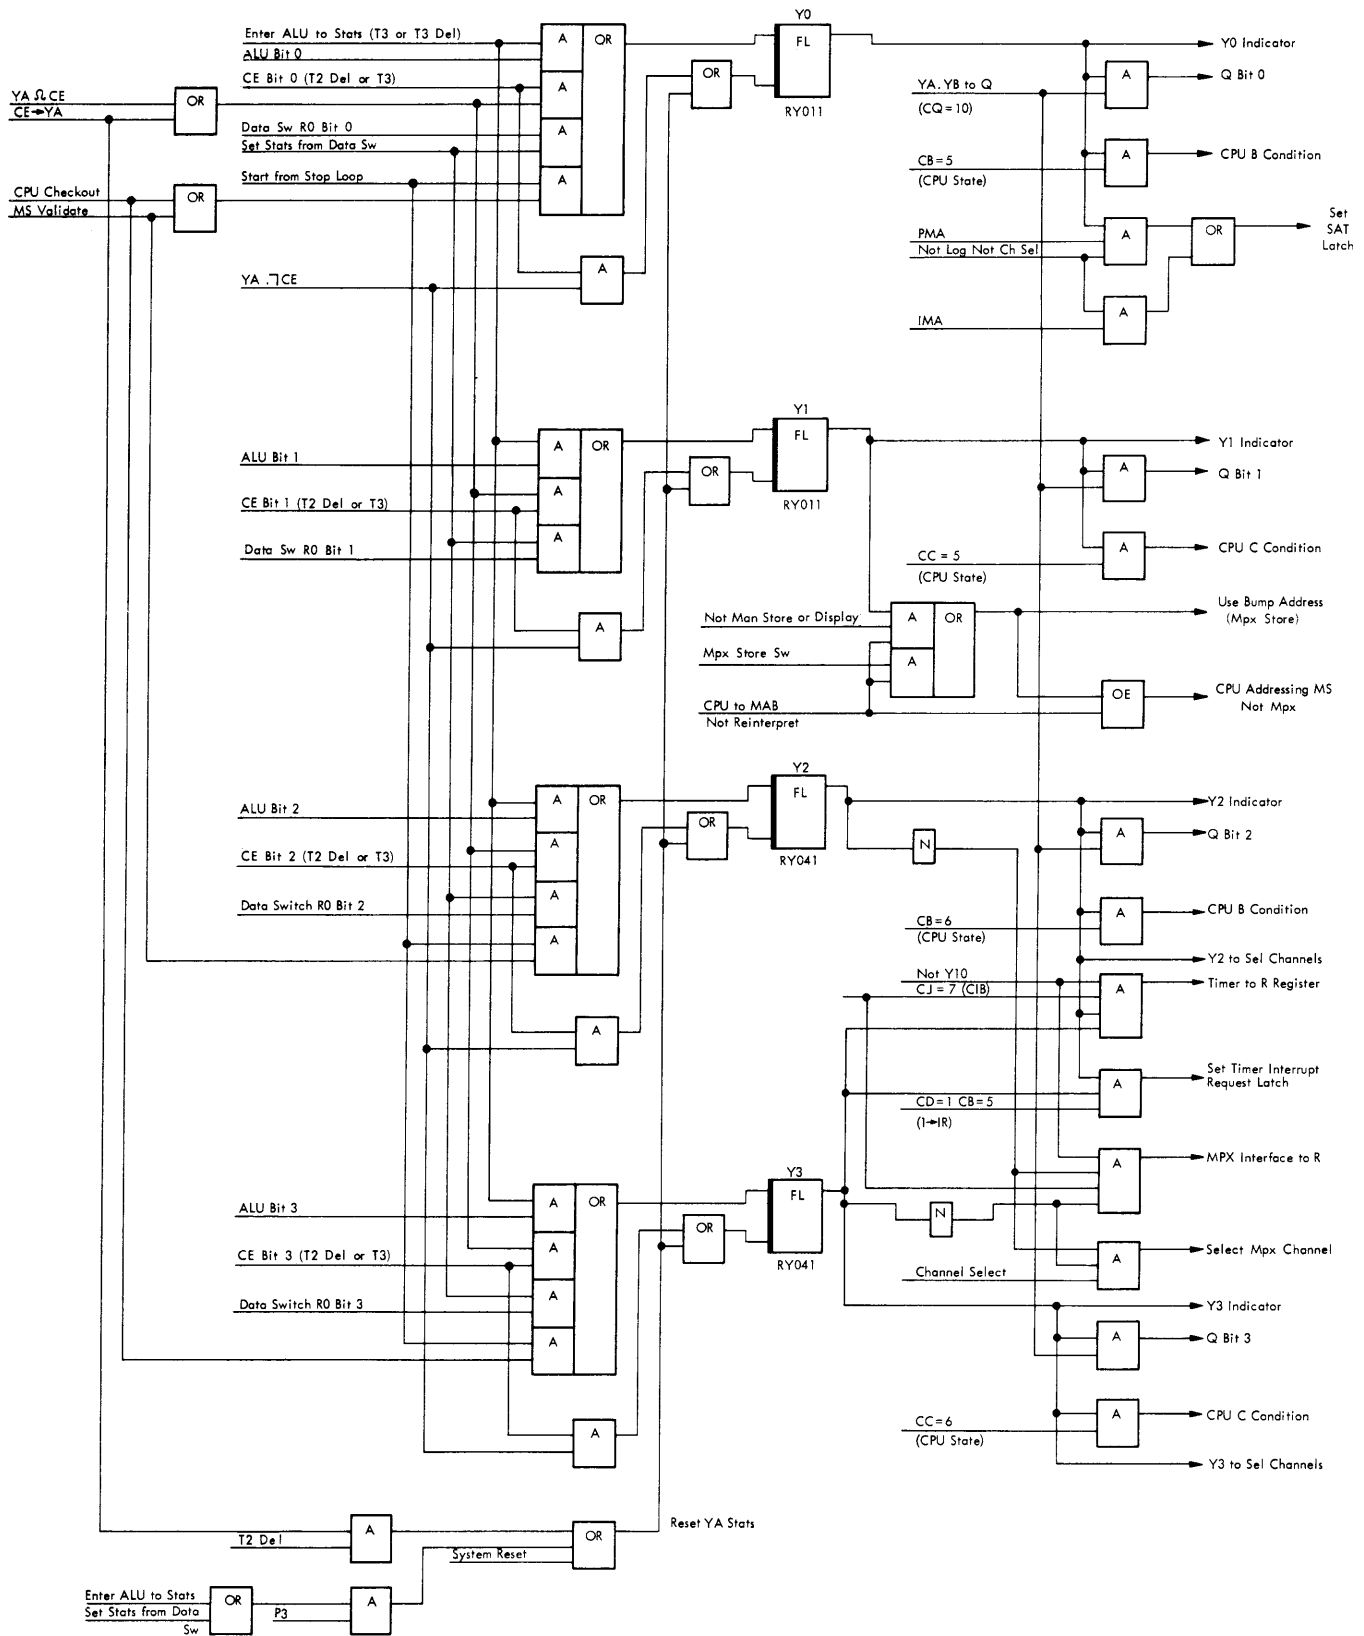 Y0
Enter ALU to Stats (T3 or T3 Del)
A
OR
FL
Y0 Indicator
ALU Bit 0
OR
A
Q Bit 0
CE Bit 0 (T2 Del or T3)
A
YA.YB to Q
YA Ω CE
OR
(CQ=10)
RY011
CE→YA
Data Sw R0 Bit 0
A
Set Stats from Data Sw
A
CPU B Condition
CB=5
(CPU State)
Start from Stop Loop
A
CPU Checkout
OR
MS Validate
Set
SAT
Latch
PMA
A
OR
Not Log Not Ch Sel
A
YA .⅂CE
A
IMA
Y1
A
OR
FL
Y1 Indicator
ALU Bit 1
OR
A
Q Bit 1
A
CE Bit 1 (T2 Del or T3)
RY011
A
Data Sw R0 Bit 1
A
CPU C Condition
CC = 5
(CPU State)
Use Bump Address
(Mpx Store)
Not Man Store or Display
A
OR
A
Mpx Store Sw
A
CPU to MAB
Not Reinterpret
OE
CPU Addressing MS
Not Mpx
Y2
A
OR
FL
Y2 Indicator
ALU Bit 2
OR
A
Q Bit 2
A
N
CE Bit 2 (T2 Del or T3)
RY041
A
Data Switch R0 Bit 2
A
CPU B Condition
CB=6
(CPU State)
A
Y2 to Sel Channels
Not Y10
CJ = 7 (CIB)
A
Timer to R Register
A
Set Timer Interrupt
Request Latch
A
CD=1 CB=5
(1→IR)
A
MPX Interface to R
Y3
A
OR
FL
ALU Bit 3
OR
N
A
Select Mpx Channel
CE Bit 3 (T2 Del or T3)
A
RY041
Channel Select
A
Data Switch R0 Bit 3
Y3 Indicator
A
A
Q Bit 3
A
CC=6
(CPU State)
A
CPU C Condition
Y3 to Sel Channels
Reset YA Stats
A
OR
T2 Del
System Reset
Enter ALU to Stats
OR
A
Set Stats from Data
Sw
P3